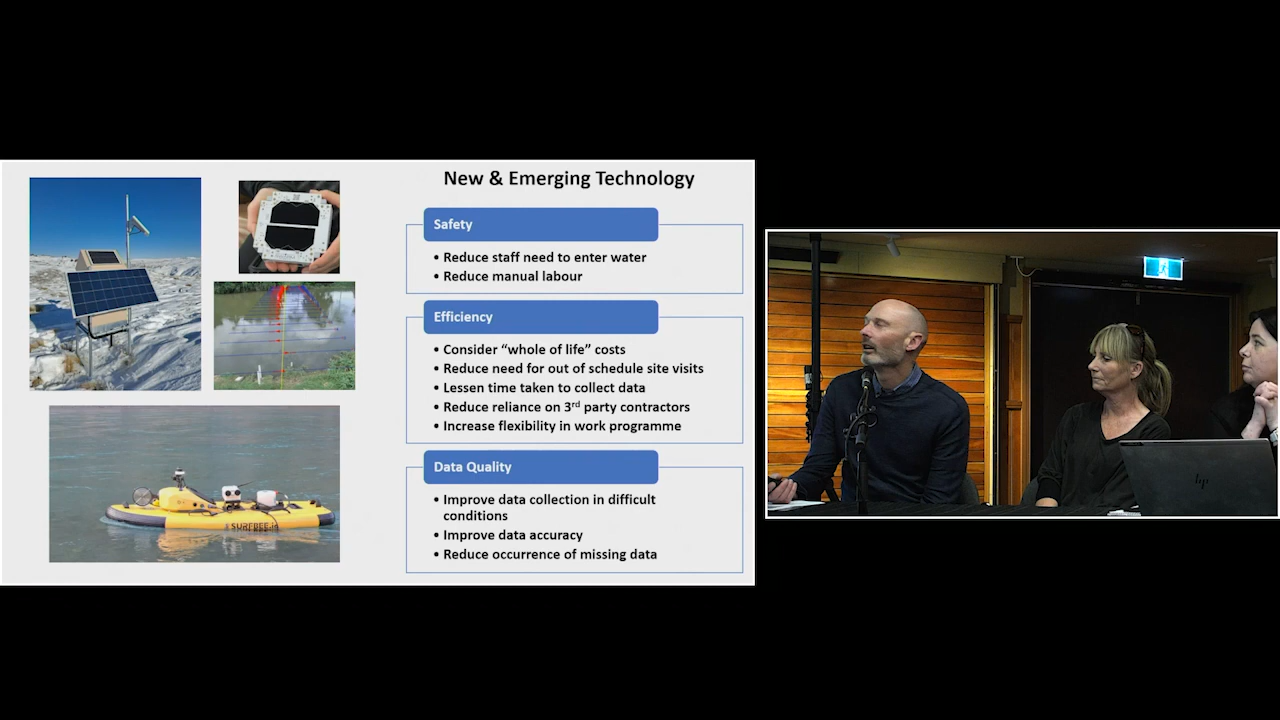 New & Emerging Technology
Safety
• Reduce staff need to enter water
• Reduce manual labour
Efficiency
• Consider “whole of life” costs
• Reduce need for out of schedule site visits
• Lessen time taken to collect data
• Reduce reliance on 3rd party contractors
• Increase flexibility in work programme
Data Quality
• Improve data collection in difficult
conditions
• Improve data accuracy
• Reduce occurrence of missing data
SURFBEE
hp